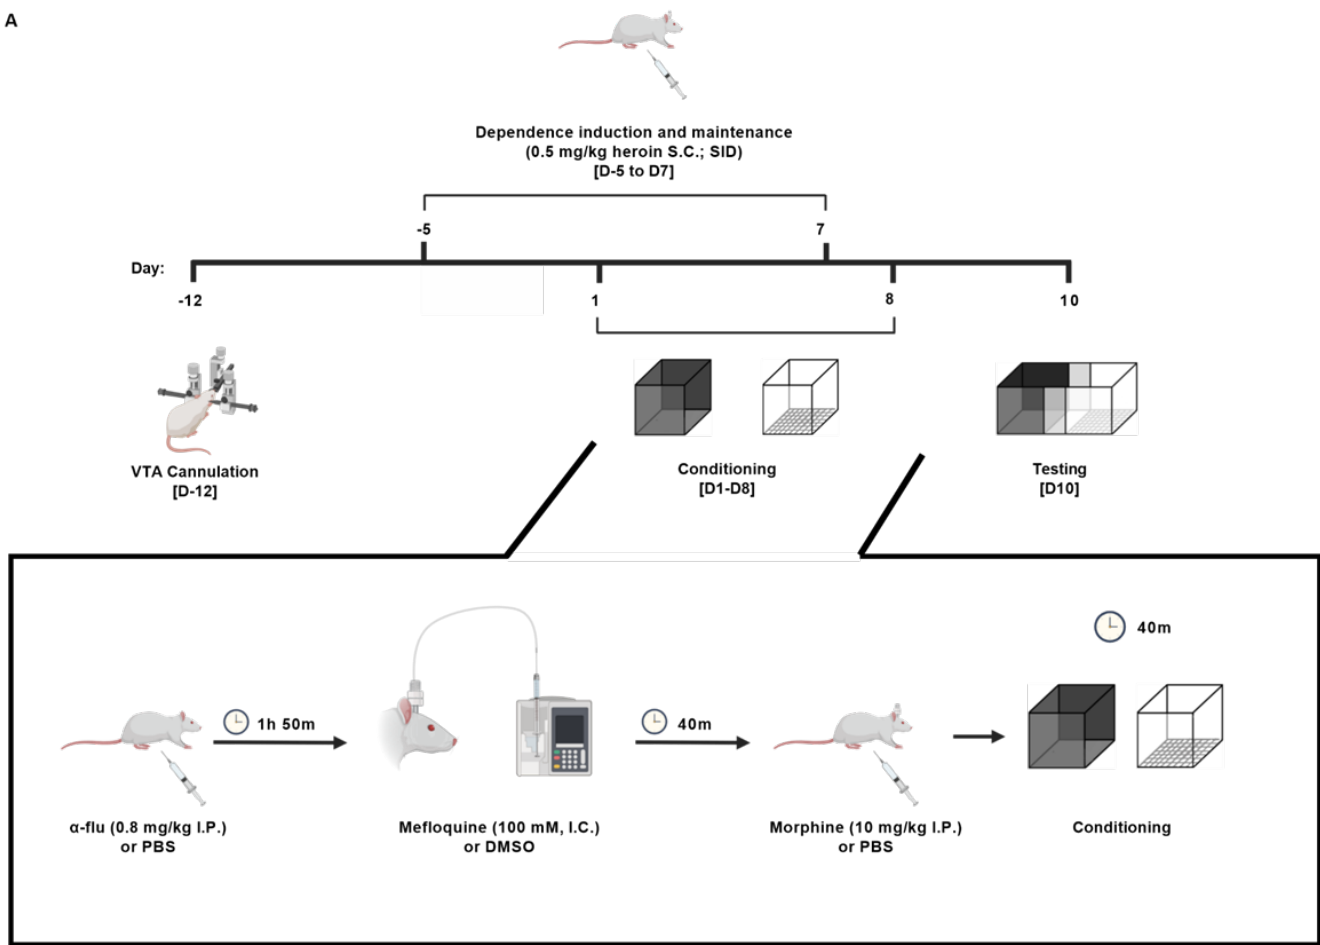 A
Dependence induction and maintenance
(0.5 mg/kg heroin S.C.; SID)
[D-5 to D7]
-5
7
Day:
-12
1
8
10
VTA Cannulation
[D-12]
Conditioning
[D1-D8]
Testing
[D10]
40m
1h 50m
40m
α-flu (0.8 mg/kg I.P.)
or PBS
Mefloquine (100 mM, I.C.)
or DMSO
Morphine (10 mg/kg I.P.)
or PBS
Conditioning